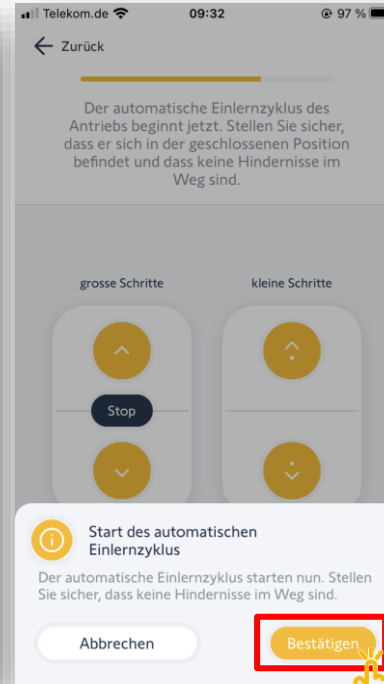 Telekom.de 09:32 97 %
Zurück
Der automatische Einlernzyklus des
Antriebs beginnt jetzt. Stellen Sie sicher,
dass er sich in der geschlossenen Position
befindet und dass keine Hindernisse im
Weg sind.
grosse Schritte kleine Schritte
Stop
Start des automatischen
Einlernzyklus
Der automatische Einlernzyklus starten nun. Stellen
Sie sicher, dass keine Hindernisse im Weg sind.
Abbrechen Bestätigen